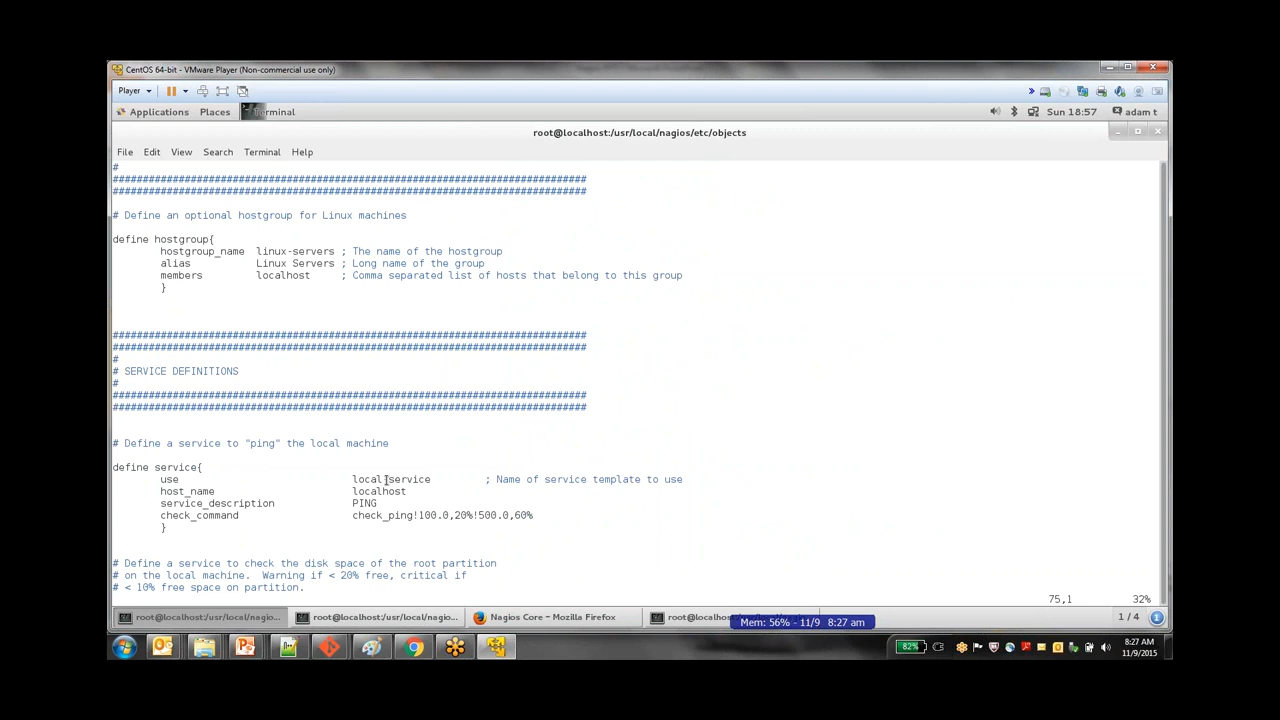 CentOS 64-bit - VMware Player (Non-commercial use only)
Player
Applications Places Terminal Sun 18:57 adam t
root@localhost:/usr/local/nagios/etc/objects
File Edit View Search Terminal Help
#
###############################################################################
###############################################################################
# Define an optional hostgroup for Linux machines
define hostgroup{
hostgroup_name linux-servers ; The name of the hostgroup
alias Linux Servers ; Long name of the group
members localhost ; Comma separated list of hosts that belong to this group
}
###############################################################################
###############################################################################
#
# SERVICE DEFINITIONS
#
###############################################################################
###############################################################################
# Define a service to "ping" the local machine
define service{
use local-service ; Name of service template to use
host_name localhost
service_description PING
check_command check_ping!100.0,20%!500.0,60%
}
# Define a service to check the disk space of the root partition
# on the local machine. Warning if < 20% free, critical if
# < 10% free space on partition.
75,1 32%
root@localhost:/usr/local/nagio... root@localhost:/usr/local/nagio... Nagios Core - Mozilla Firefox 1 / 4 1
Mem: 56% - 11/9 8:27 am
82% 8:27 AM
11/9/2015